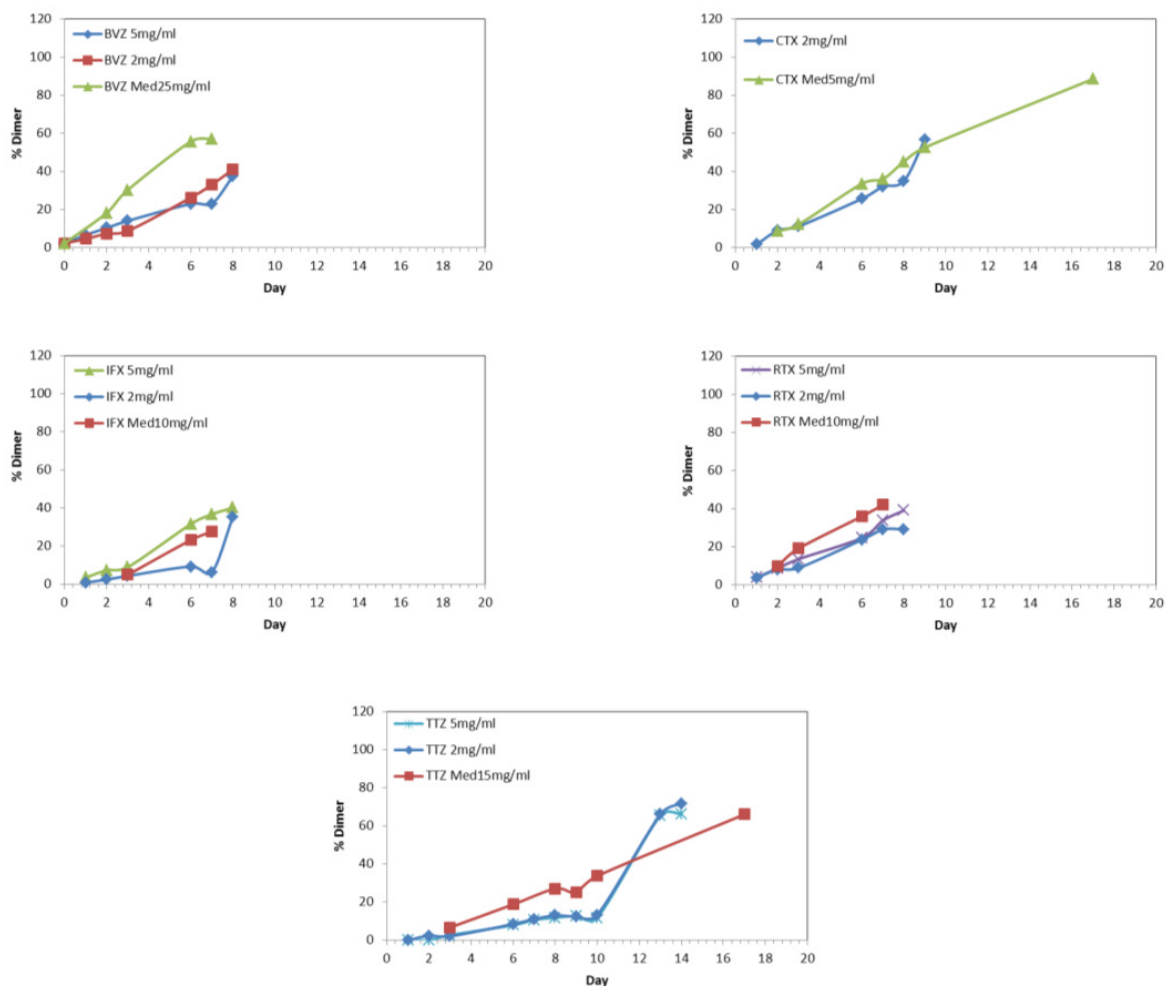 120
100
80
60
40
20
0
% Dimer
BVZ 5mg/ml
BVZ 2mg/ml
BVZ Med25mg/ml
0 2 4 6 8 10 12 14 16 18 20
Day
120
100
80
60
40
20
0
% Dimer
CTX 2mg/ml
CTX Med5mg/ml
0 2 4 6 8 10 12 14 16 18 20
Day
120
100
80
60
40
20
0
% Dimer
IFX 5mg/ml
IFX 2mg/ml
IFX Med10mg/ml
0 2 4 6 8 10 12 14 16 18 20
Day
120
100
80
60
40
20
0
% Dimer
RTX 5mg/ml
RTX 2mg/ml
RTX Med10mg/ml
0 2 4 6 8 10 12 14 16 18 20
Day
120
100
80
60
40
20
0
% Dimer
TTZ 5mg/ml
TTZ 2mg/ml
TTZ Med15mg/ml
0 2 4 6 8 10 12 14 16 18 20
Day